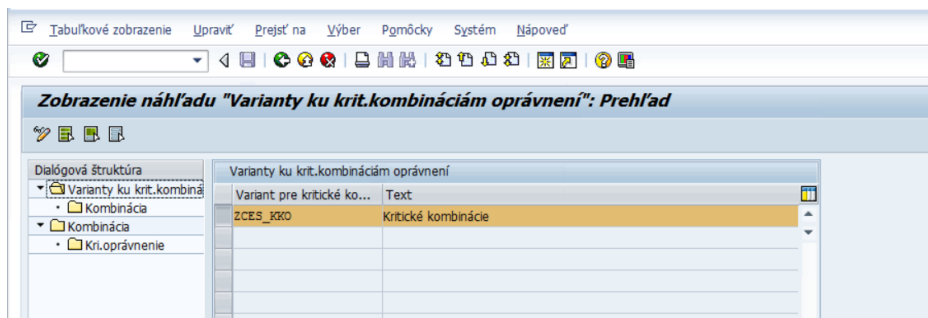 Tabuľkové zobrazenie Upraviť Prejsť na Výber Pomôcky Systém Nápoveď
Zobrazenie náhľadu "Varianty ku krit.kombináciám oprávnení": Prehľad
Dialógová štruktúra
Varianty ku krit.kombiná
Kombinácia
Kombinácia
Kri.oprávnenie
Varianty ku krit.kombináciám oprávnení
Variant pre kritické ko... Text
ZCES_KKO Kritické kombinácie